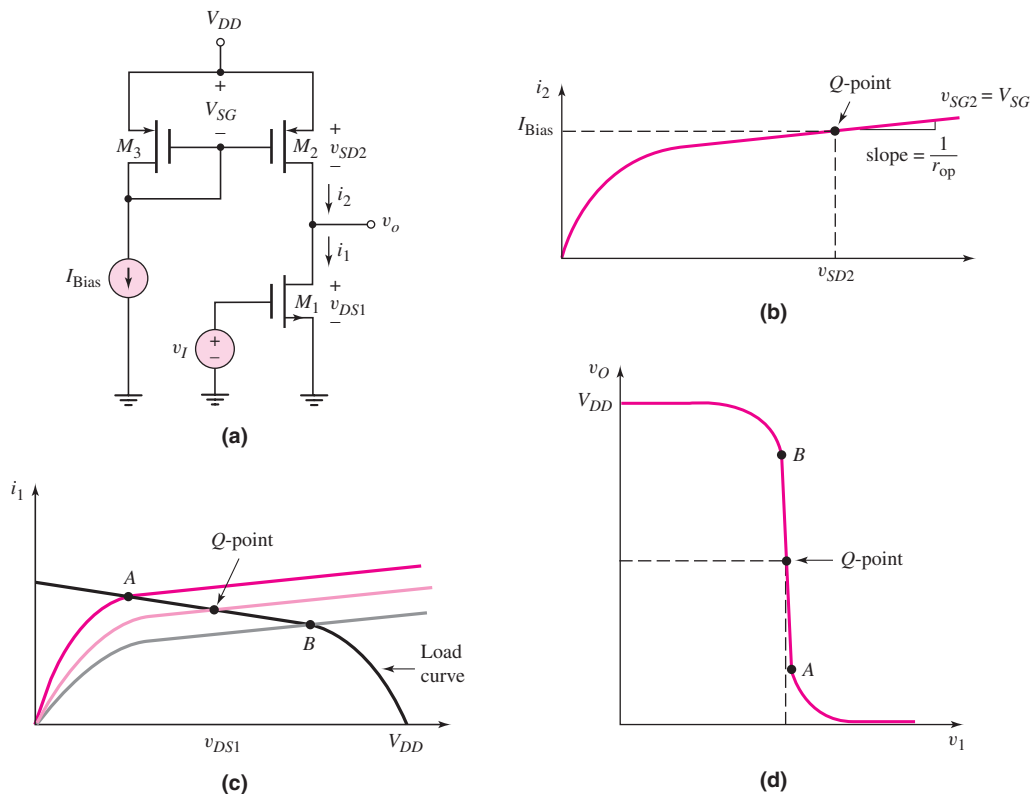 V_DD
+
V_SG
−
M_3
M_2
+
v_SD2
−
i_2
v_o
i_1
I_Bias
M_1
+
v_DS1
−
v_I
+
−
(a)
i_2
Q-point
v_SG2 = V_SG
I_Bias
slope = 1/r_op
v_SD2
(b)
i_1
Q-point
A
B
Load
curve
v_DS1
V_DD
(c)
v_O
V_DD
B
Q-point
A
v_1
(d)